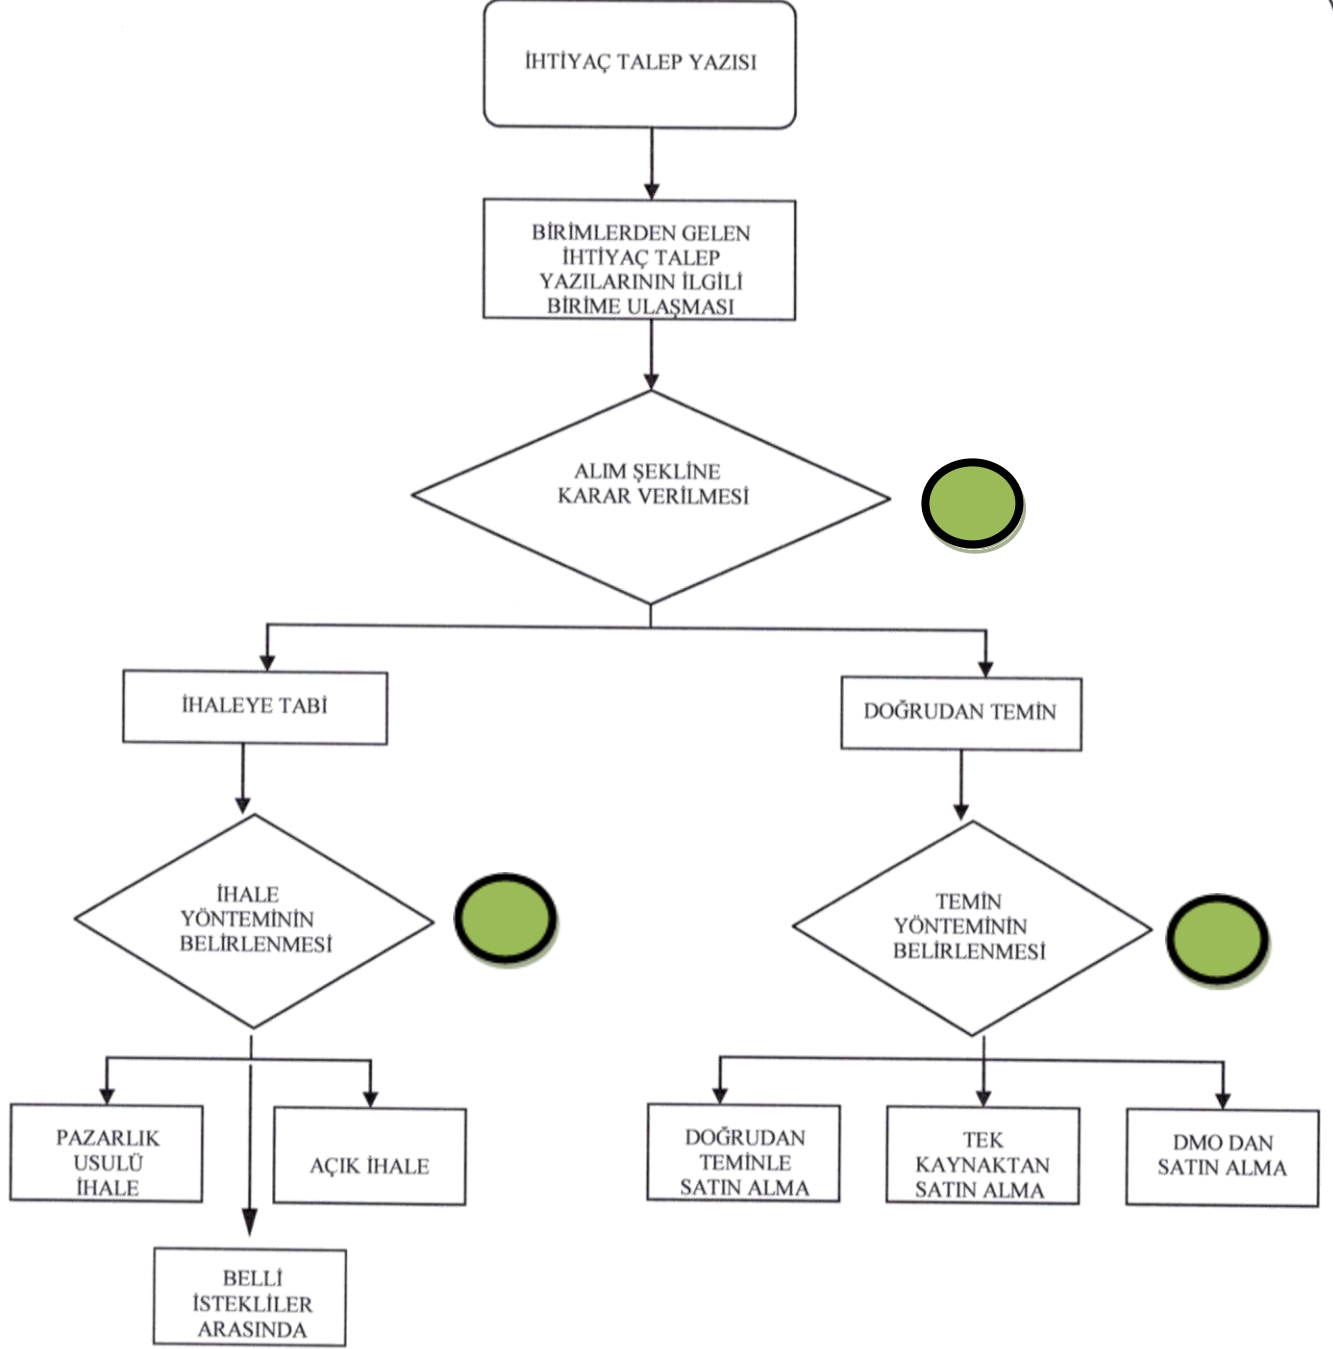 İHTİYAÇ TALEP YAZISI
BİRİMLERDEN GELEN
İHTİYAÇ TALEP
YAZILARININ İLGİLİ
BİRİME ULAŞMASI
ALIM ŞEKLİNE
KARAR VERİLMESİ
İHALEYE TABİ
DOĞRUDAN TEMİN
İHALE
YÖNTEMİNİN
BELİRLENMESİ
TEMİN
YÖNTEMİNİN
BELİRLENMESİ
PAZARLIK
USULÜ
İHALE
AÇIK İHALE
DOĞRUDAN
TEMİNLE
SATIN ALMA
TEK
KAYNAKTAN
SATIN ALMA
DMO DAN
SATIN ALMA
BELLİ
İSTEKLİLER
ARASINDA